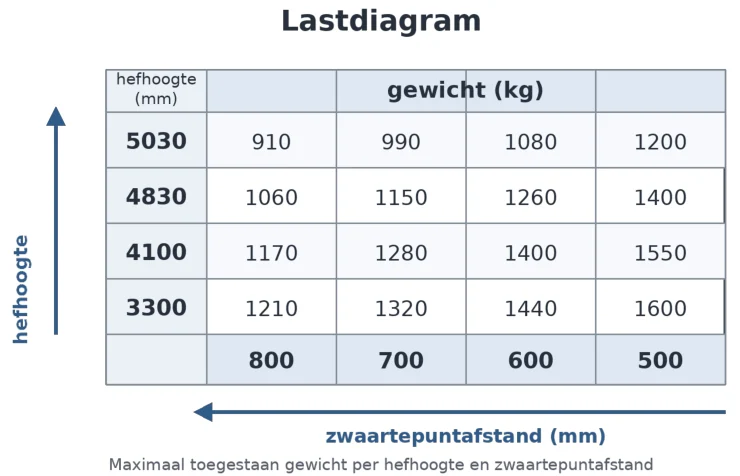 Lastdiagram
hefhoogte
(mm)
gewicht (kg)
5030 910 990 1080 1200
4830 1060 1150 1260 1400
4100 1170 1280 1400 1550
3300 1210 1320 1440 1600
800 700 600 500
hefhoogte
zwaartepuntafstand (mm)
Maximaal toegestaan gewicht per hefhoogte en zwaartepuntafstand